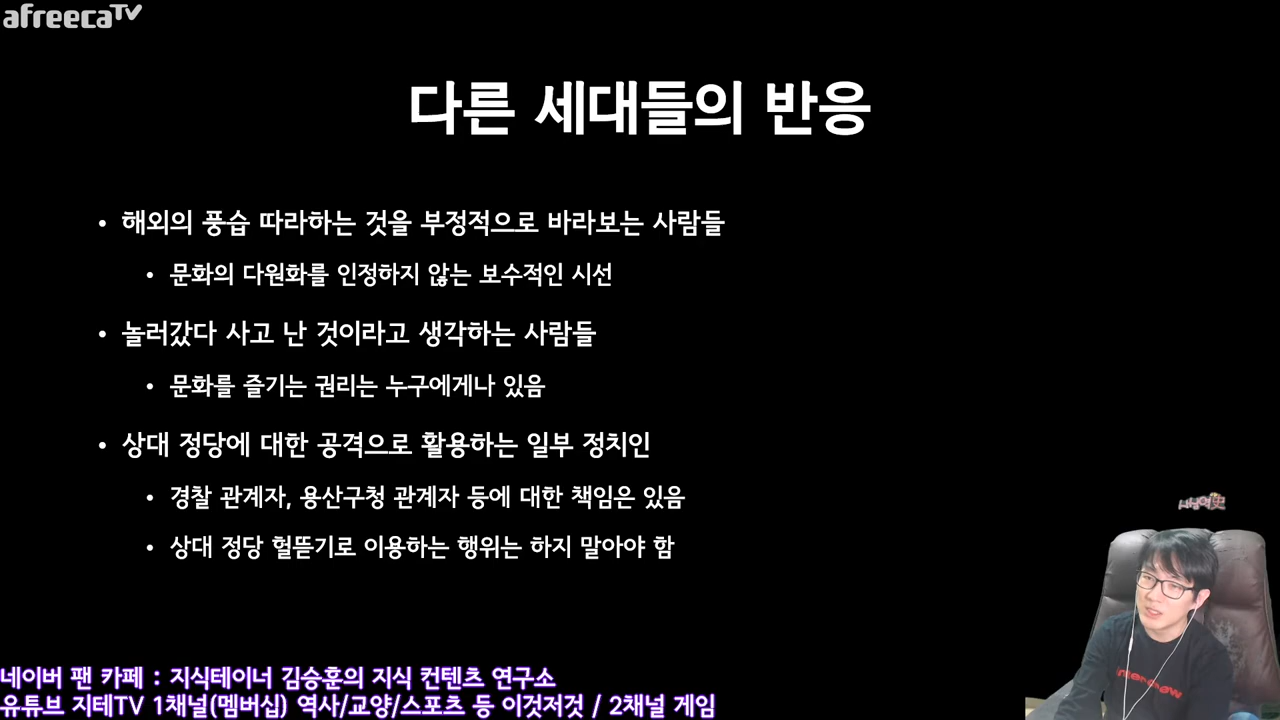 afreecaTV
다른 세대들의 반응
• 해외의 풍습 따라하는 것을 부정적으로 바라보는 사람들
• 문화의 다원화를 인정하지 않는 보수적인 시선
• 놀러갔다 사고 난 것이라고 생각하는 사람들
• 문화를 즐기는 권리는 누구에게나 있음
• 상대 정당에 대한 공격으로 활용하는 일부 정치인
• 경찰 관계자, 용산구청 관계자 등에 대한 책임은 있음
• 상대 정당 헐뜯기로 이용하는 행위는 하지 말아야 함
네이버 팬 카페 : 지식테이너 김승훈의 지식 컨텐츠 연구소
유튜브 지테TV 1채널(멤버십) 역사/교양/스포츠 등 이것저것 / 2채널 게임